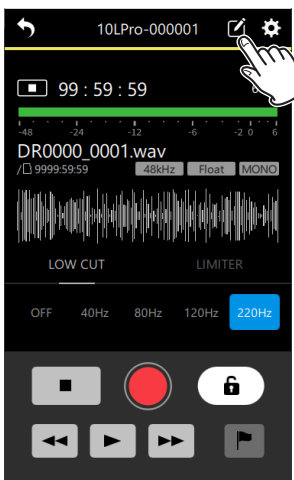 10LPro-000001
99 : 59 : 59
-48 -24 -12 -6 -2 0 6
DR0000_0001.wav
/ 9999:59:59 48kHz Float MONO
LOW CUT LIMITER
OFF 40Hz 80Hz 120Hz 220Hz